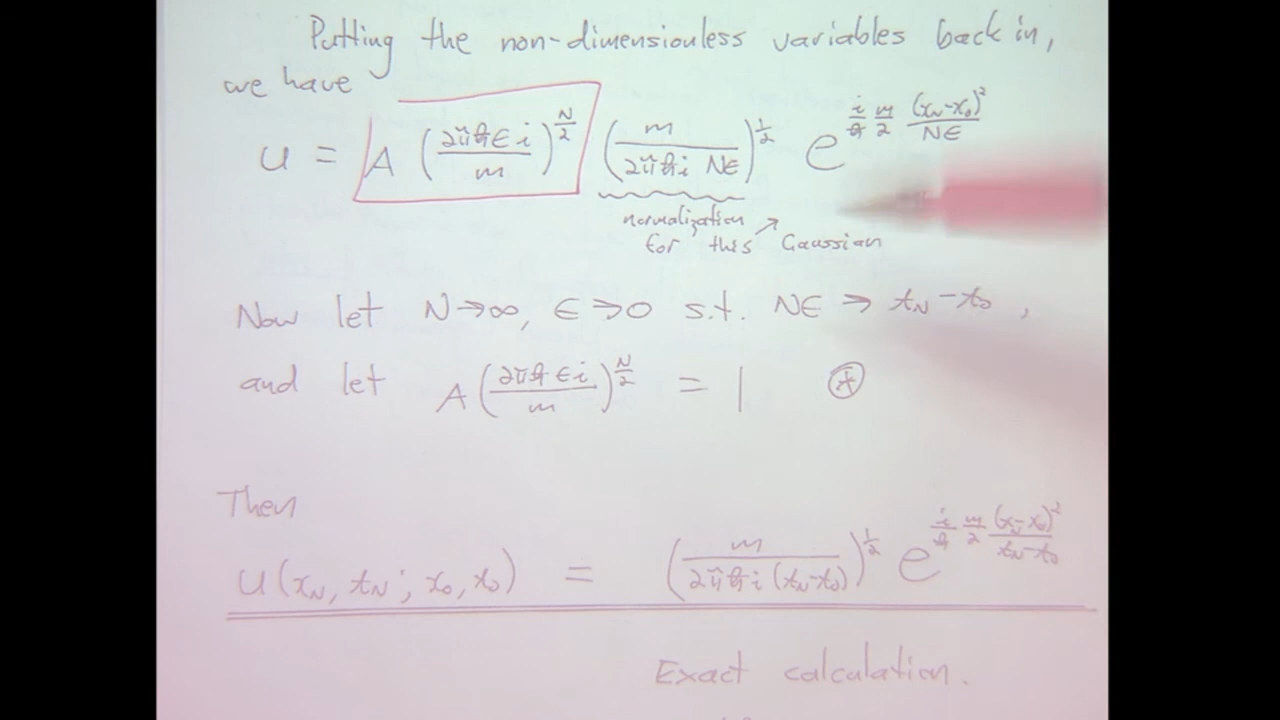 Putting the non-dimensionless variables back in,
we have
u = A (2πℏϵi/m)^(N/2) (m/(2πℏi Nϵ))^(1/2) e^((i/ℏ)(m/2)((x_N-x_0)²/(Nϵ)))
normalization
for this ↗ Gaussian
Now let N→∞, ϵ→0 s.t. Nϵ → t_N - t_0,
and let A(2πℏϵi/m)^(N/2) = 1 ⊛
Then
U(x_N, t_N; x_0, t_0) = (m/(2πℏi(t_N-t_0)))^(1/2) e^((i/ℏ)(m/2)((x_N-x_0)²/(t_N-t_0)))
Exact calculation.